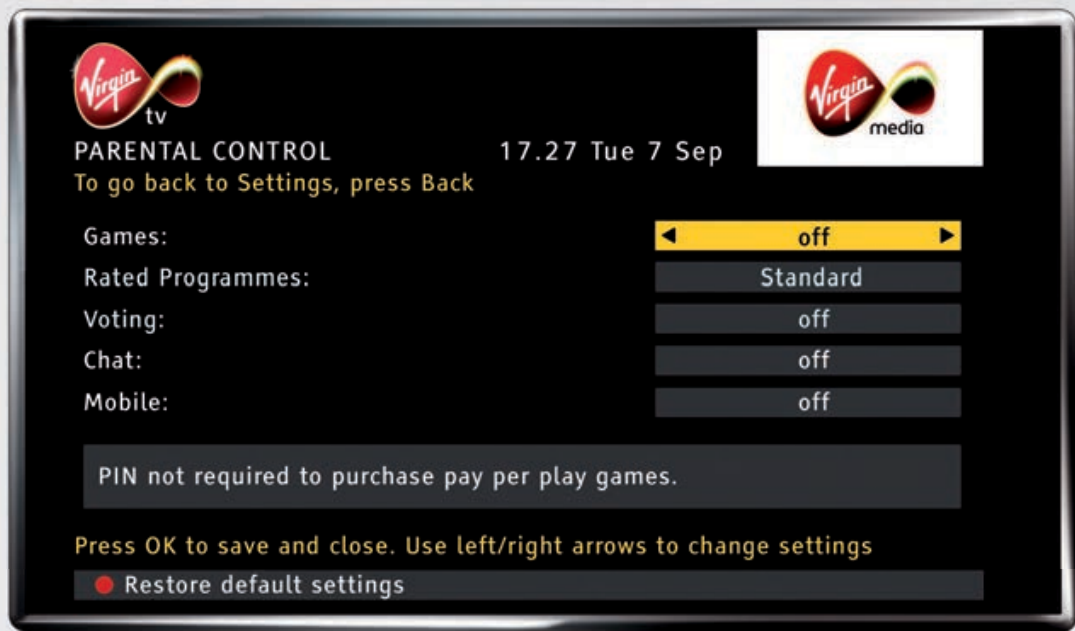 Virgin
tv
Virgin
media
PARENTAL CONTROL 17.27 Tue 7 Sep
To go back to Settings, press Back
Games: off
Rated Programmes: Standard
Voting: off
Chat: off
Mobile: off
PIN not required to purchase pay per play games.
Press OK to save and close. Use left/right arrows to change settings
Restore default settings